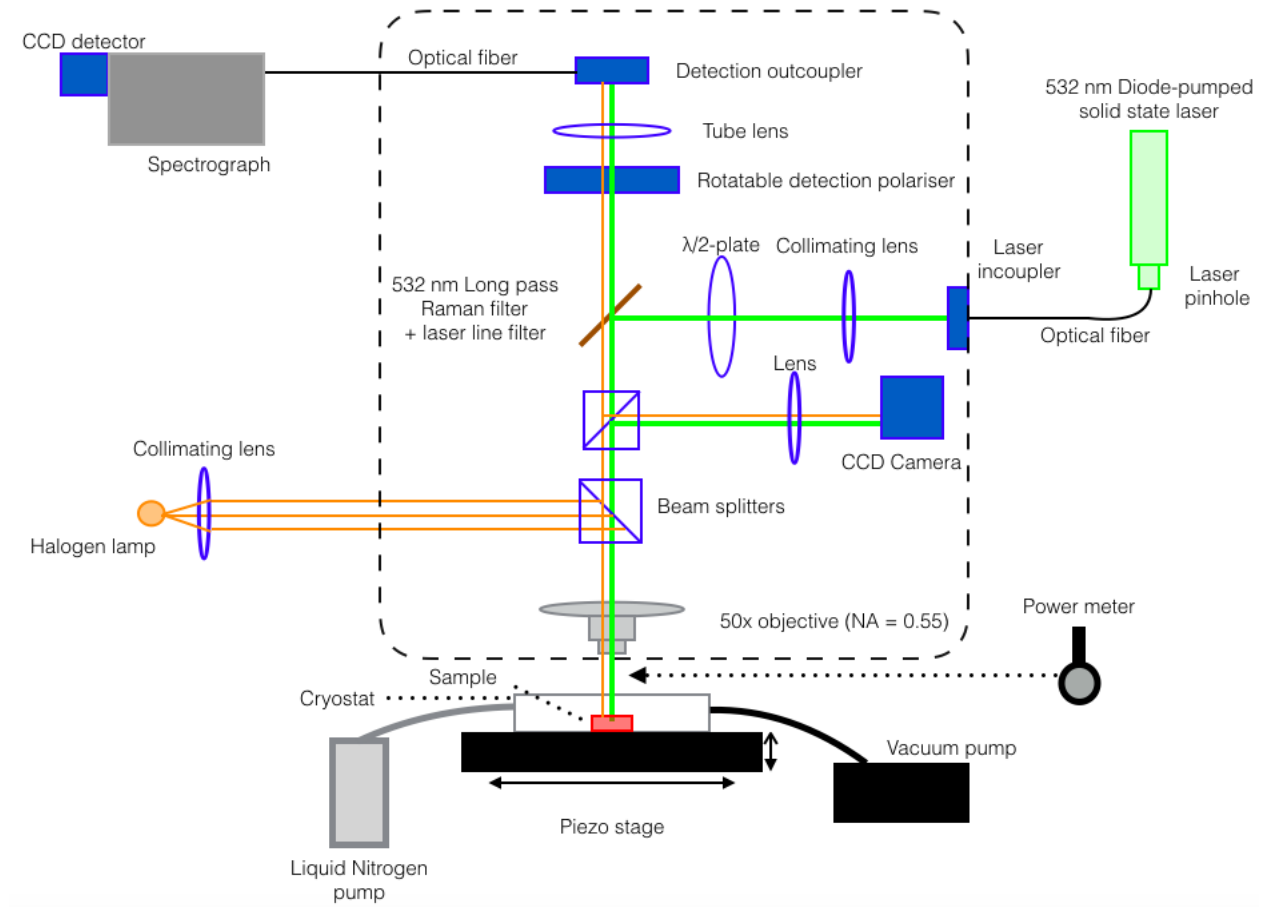 CCD detector
Optical fiber
Detection outcoupler
532 nm Diode-pumped
solid state laser
Tube lens
Spectrograph
Rotatable detection polariser
λ/2-plate
Collimating lens
Laser
incoupler
Laser
pinhole
532 nm Long pass
Raman filter
+ laser line filter
Optical fiber
Lens
Collimating lens
CCD Camera
Beam splitters
Halogen lamp
50x objective (NA = 0.55)
Power meter
Sample
Cryostat
Vacuum pump
Piezo stage
Liquid Nitrogen
pump